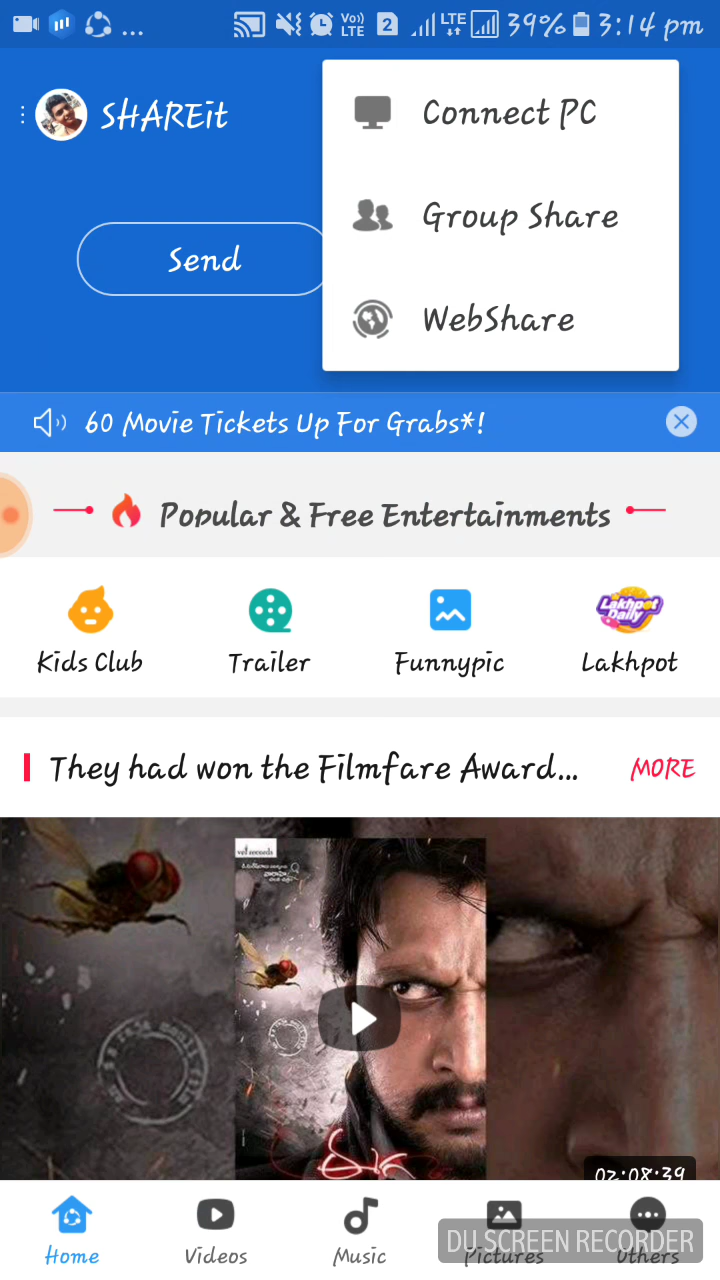 ... Vo)) LTE 2 LTE 39% 3:14 pm
SHAREit
Connect PC
Group Share
WebShare
Send
60 Movie Tickets Up For Grabs*!
Popular & Free Entertainments
Kids Club Trailer Funnypic Lakhpot Daily Lakhpot
They had won the Filmfare Award... MORE
వారాహి
ఈగ
02:08:39
Home Videos Music Pictures Others
DU SCREEN RECORDER